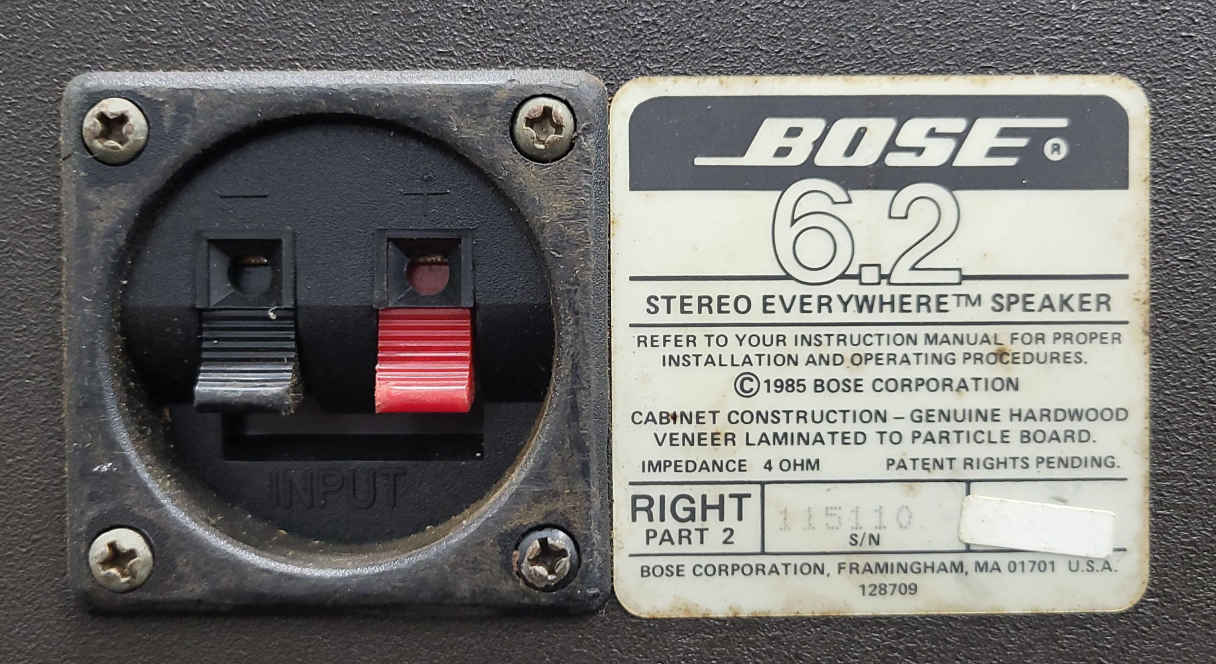 − +
INPUT
BOSE ®
6.2
STEREO EVERYWHERE™ SPEAKER
REFER TO YOUR INSTRUCTION MANUAL FOR PROPER
INSTALLATION AND OPERATING PROCEDURES.
©1985 BOSE CORPORATION
CABINET CONSTRUCTION – GENUINE HARDWOOD
VENEER LAMINATED TO PARTICLE BOARD.
IMPEDANCE 4 OHM PATENT RIGHTS PENDING.
RIGHT
PART 2
115110
S/N
BOSE CORPORATION, FRAMINGHAM, MA 01701 U.S.A.
128709